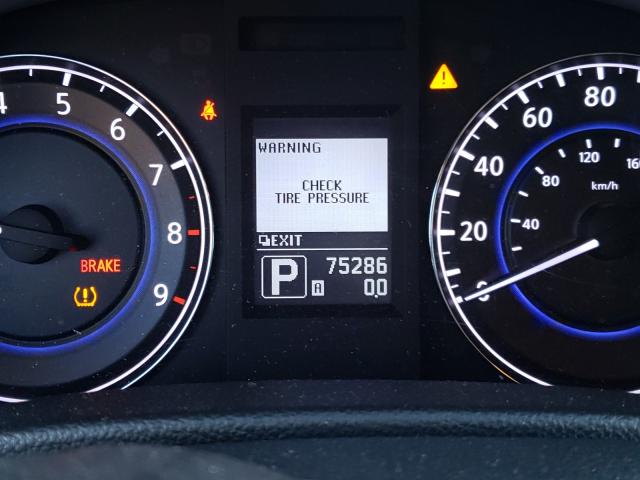 4 5 6 7 8 9
BRAKE
WARNING
CHECK
TIRE PRESSURE
EXIT
P 75286
A 0.0
0 20 40 60 80
40 80 120 160
km/h